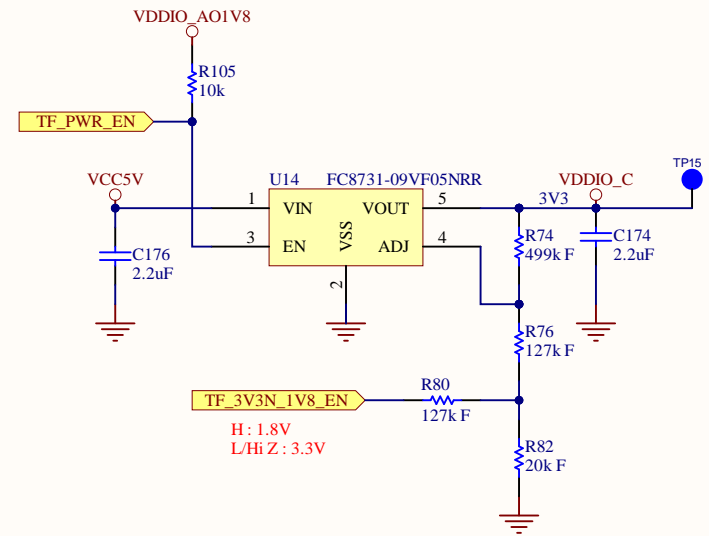 VDDIO_AO1V8
R105
10k
TF_PWR_EN
VCC5V
U14
FC8731-09VF05NRR
VDDIO_C
TP15
1
VIN
VOUT
5
3V3
3
EN
VSS
ADJ
4
2
C176
2.2uF
R74
499k F
C174
2.2uF
R76
127k F
TF_3V3N_1V8_EN
R80
127k F
H : 1.8V
L/Hi Z : 3.3V
R82
20k F